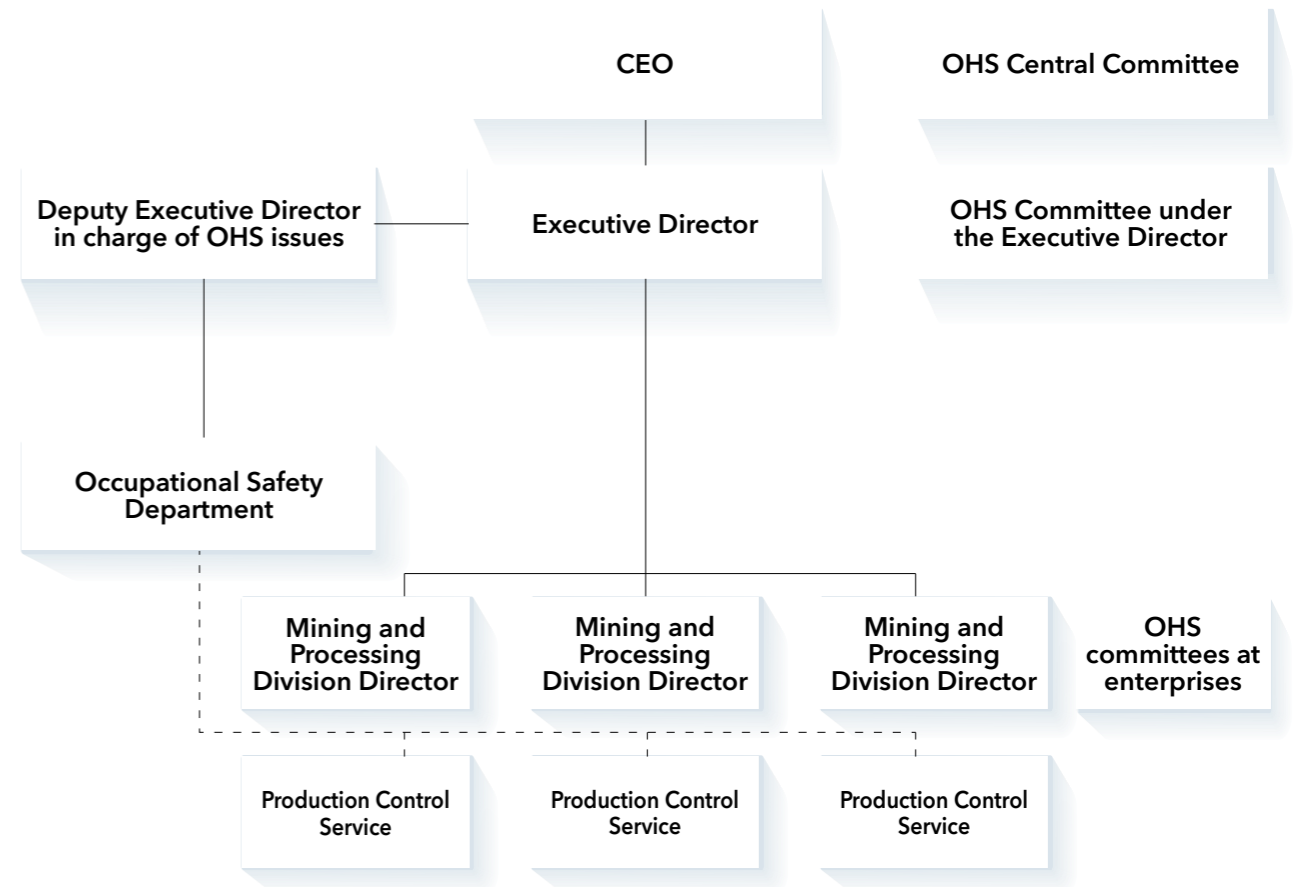 CEO
OHS Central Committee
Deputy Executive Director
in charge of OHS issues
Executive Director
OHS Committee under
the Executive Director
Occupational Safety
Department
Mining and
Processing
Division Director
Mining and
Processing
Division Director
Mining and
Processing
Division Director
OHS
committees at
enterprises
Production Control
Service
Production Control
Service
Production Control
Service